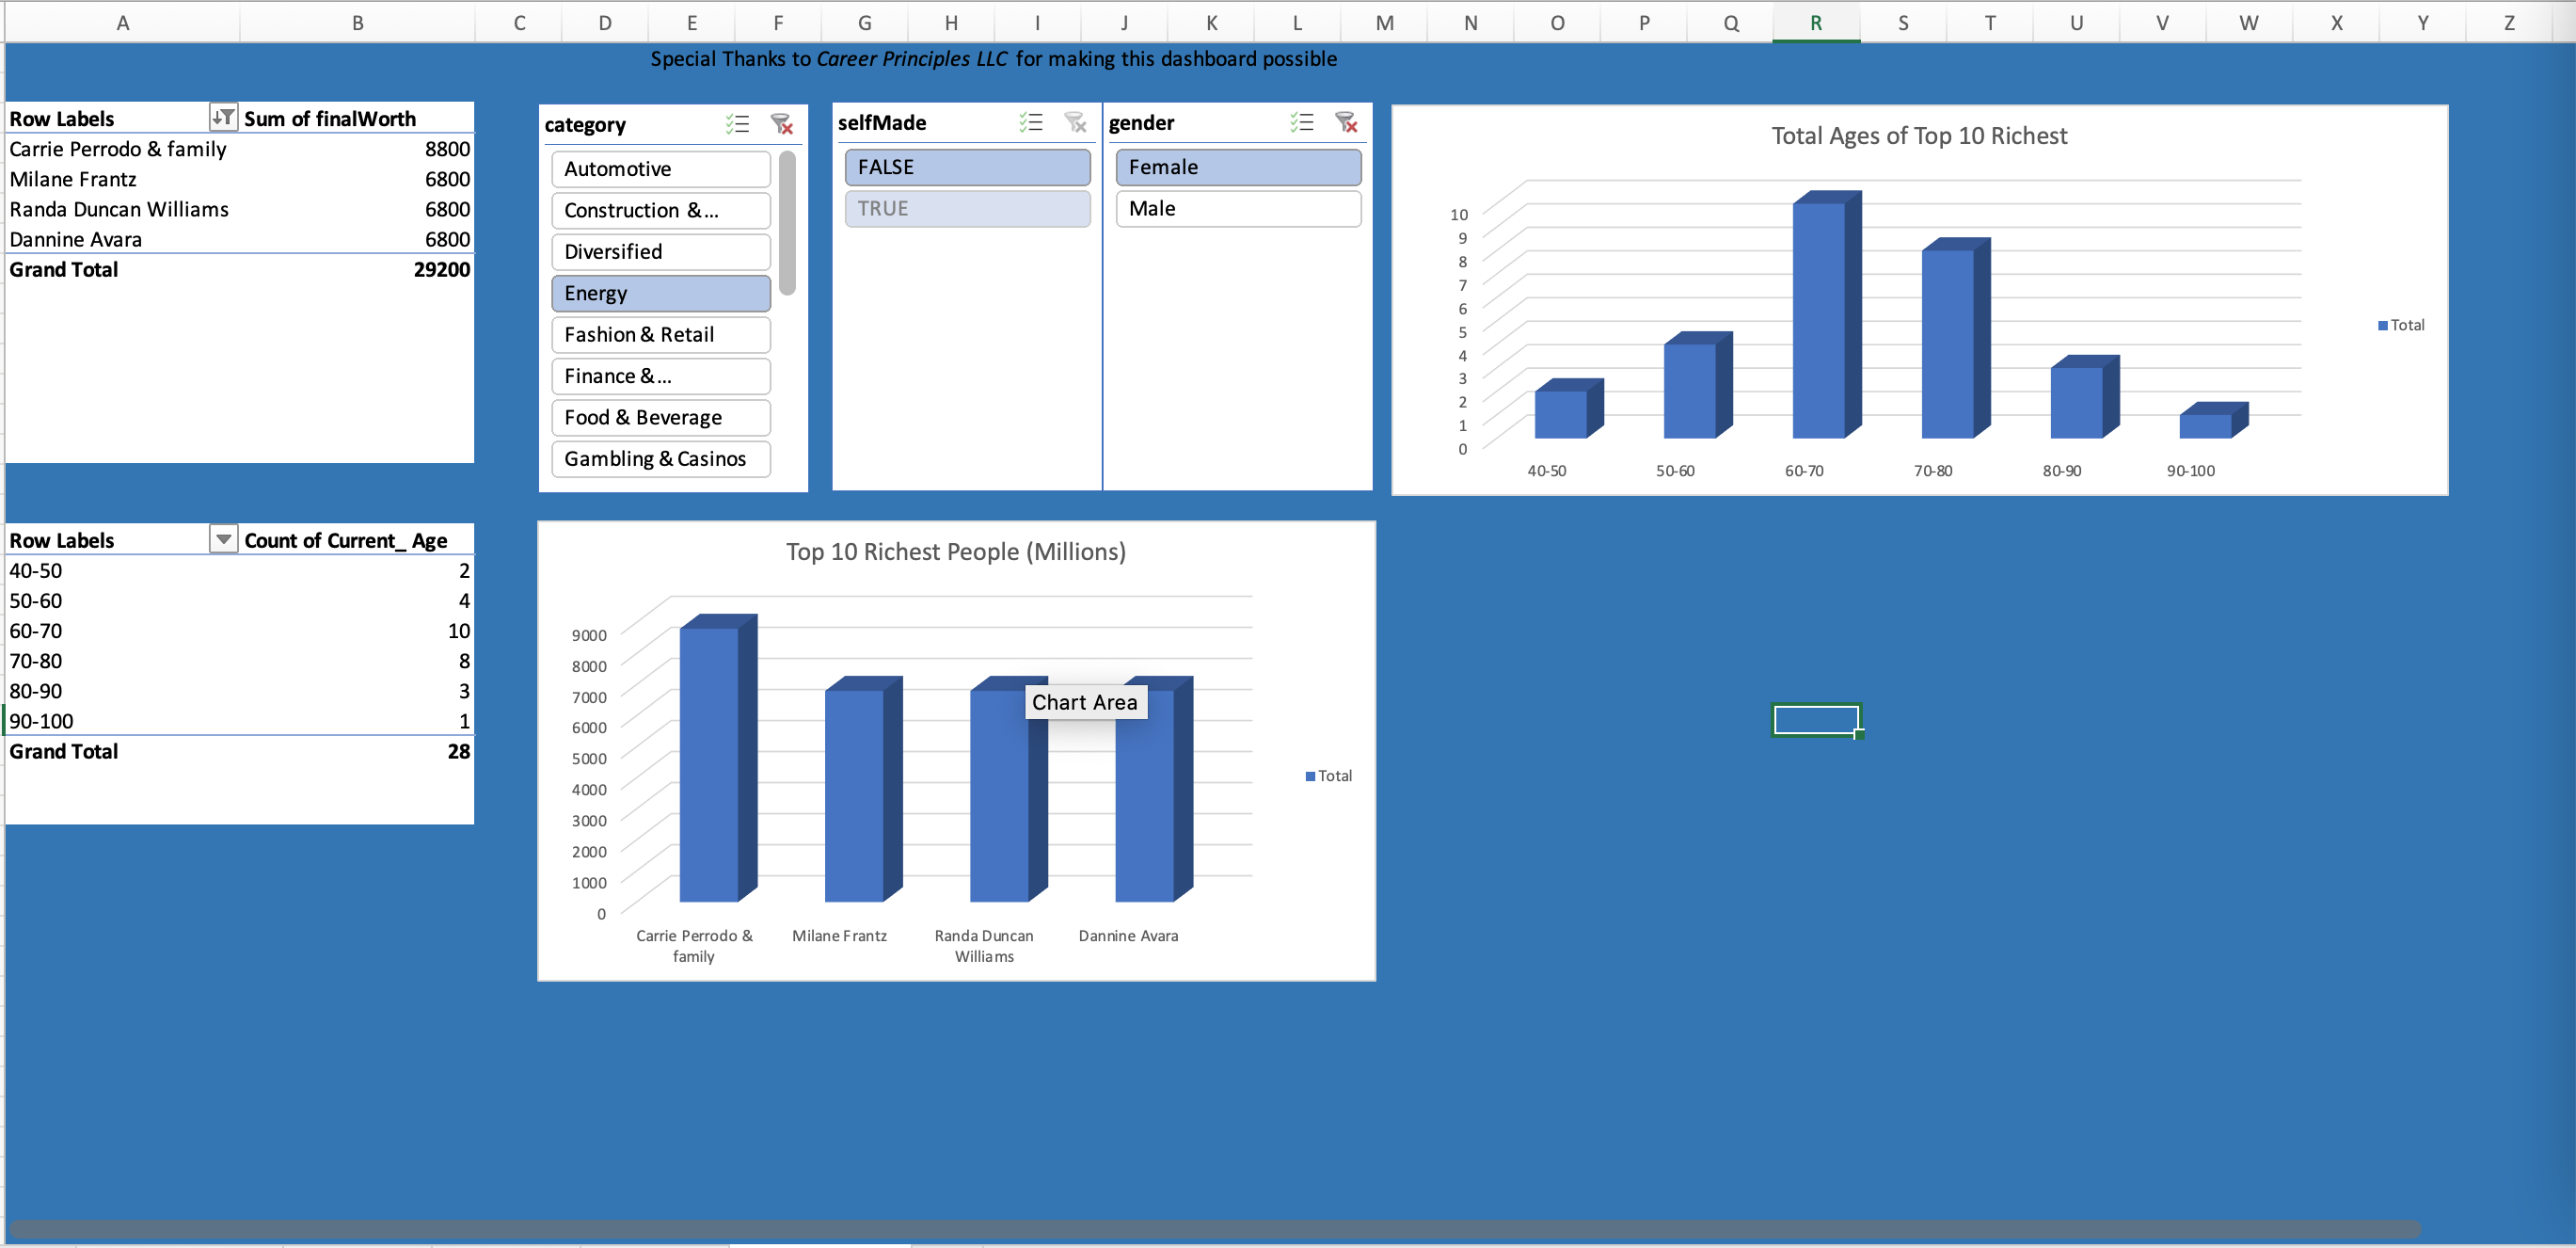 A B C D E F G H I J K L M N O P Q R S T U V W X Y Z
Special Thanks to Career Principles LLC for making this dashboard possible
Row Labels Sum of finalWorth
Carrie Perrodo & family 8800
Milane Frantz 6800
Randa Duncan Williams 6800
Dannine Avara 6800
Grand Total 29200
category
Automotive
Construction &...
Diversified
Energy
Fashion & Retail
Finance &...
Food & Beverage
Gambling & Casinos
selfMade
FALSE
TRUE
gender
Female
Male
Total Ages of Top 10 Richest
10
9
8
7
6
5
4
3
2
1
0
40-50 50-60 60-70 70-80 80-90 90-100
Total
Row Labels Count of Current_ Age
40-50 2
50-60 4
60-70 10
70-80 8
80-90 3
90-100 1
Grand Total 28
Top 10 Richest People (Millions)
9000
8000
7000
6000
5000
4000
3000
2000
1000
0
Chart Area
Carrie Perrodo & family
Milane Frantz
Randa Duncan Williams
Dannine Avara
Total